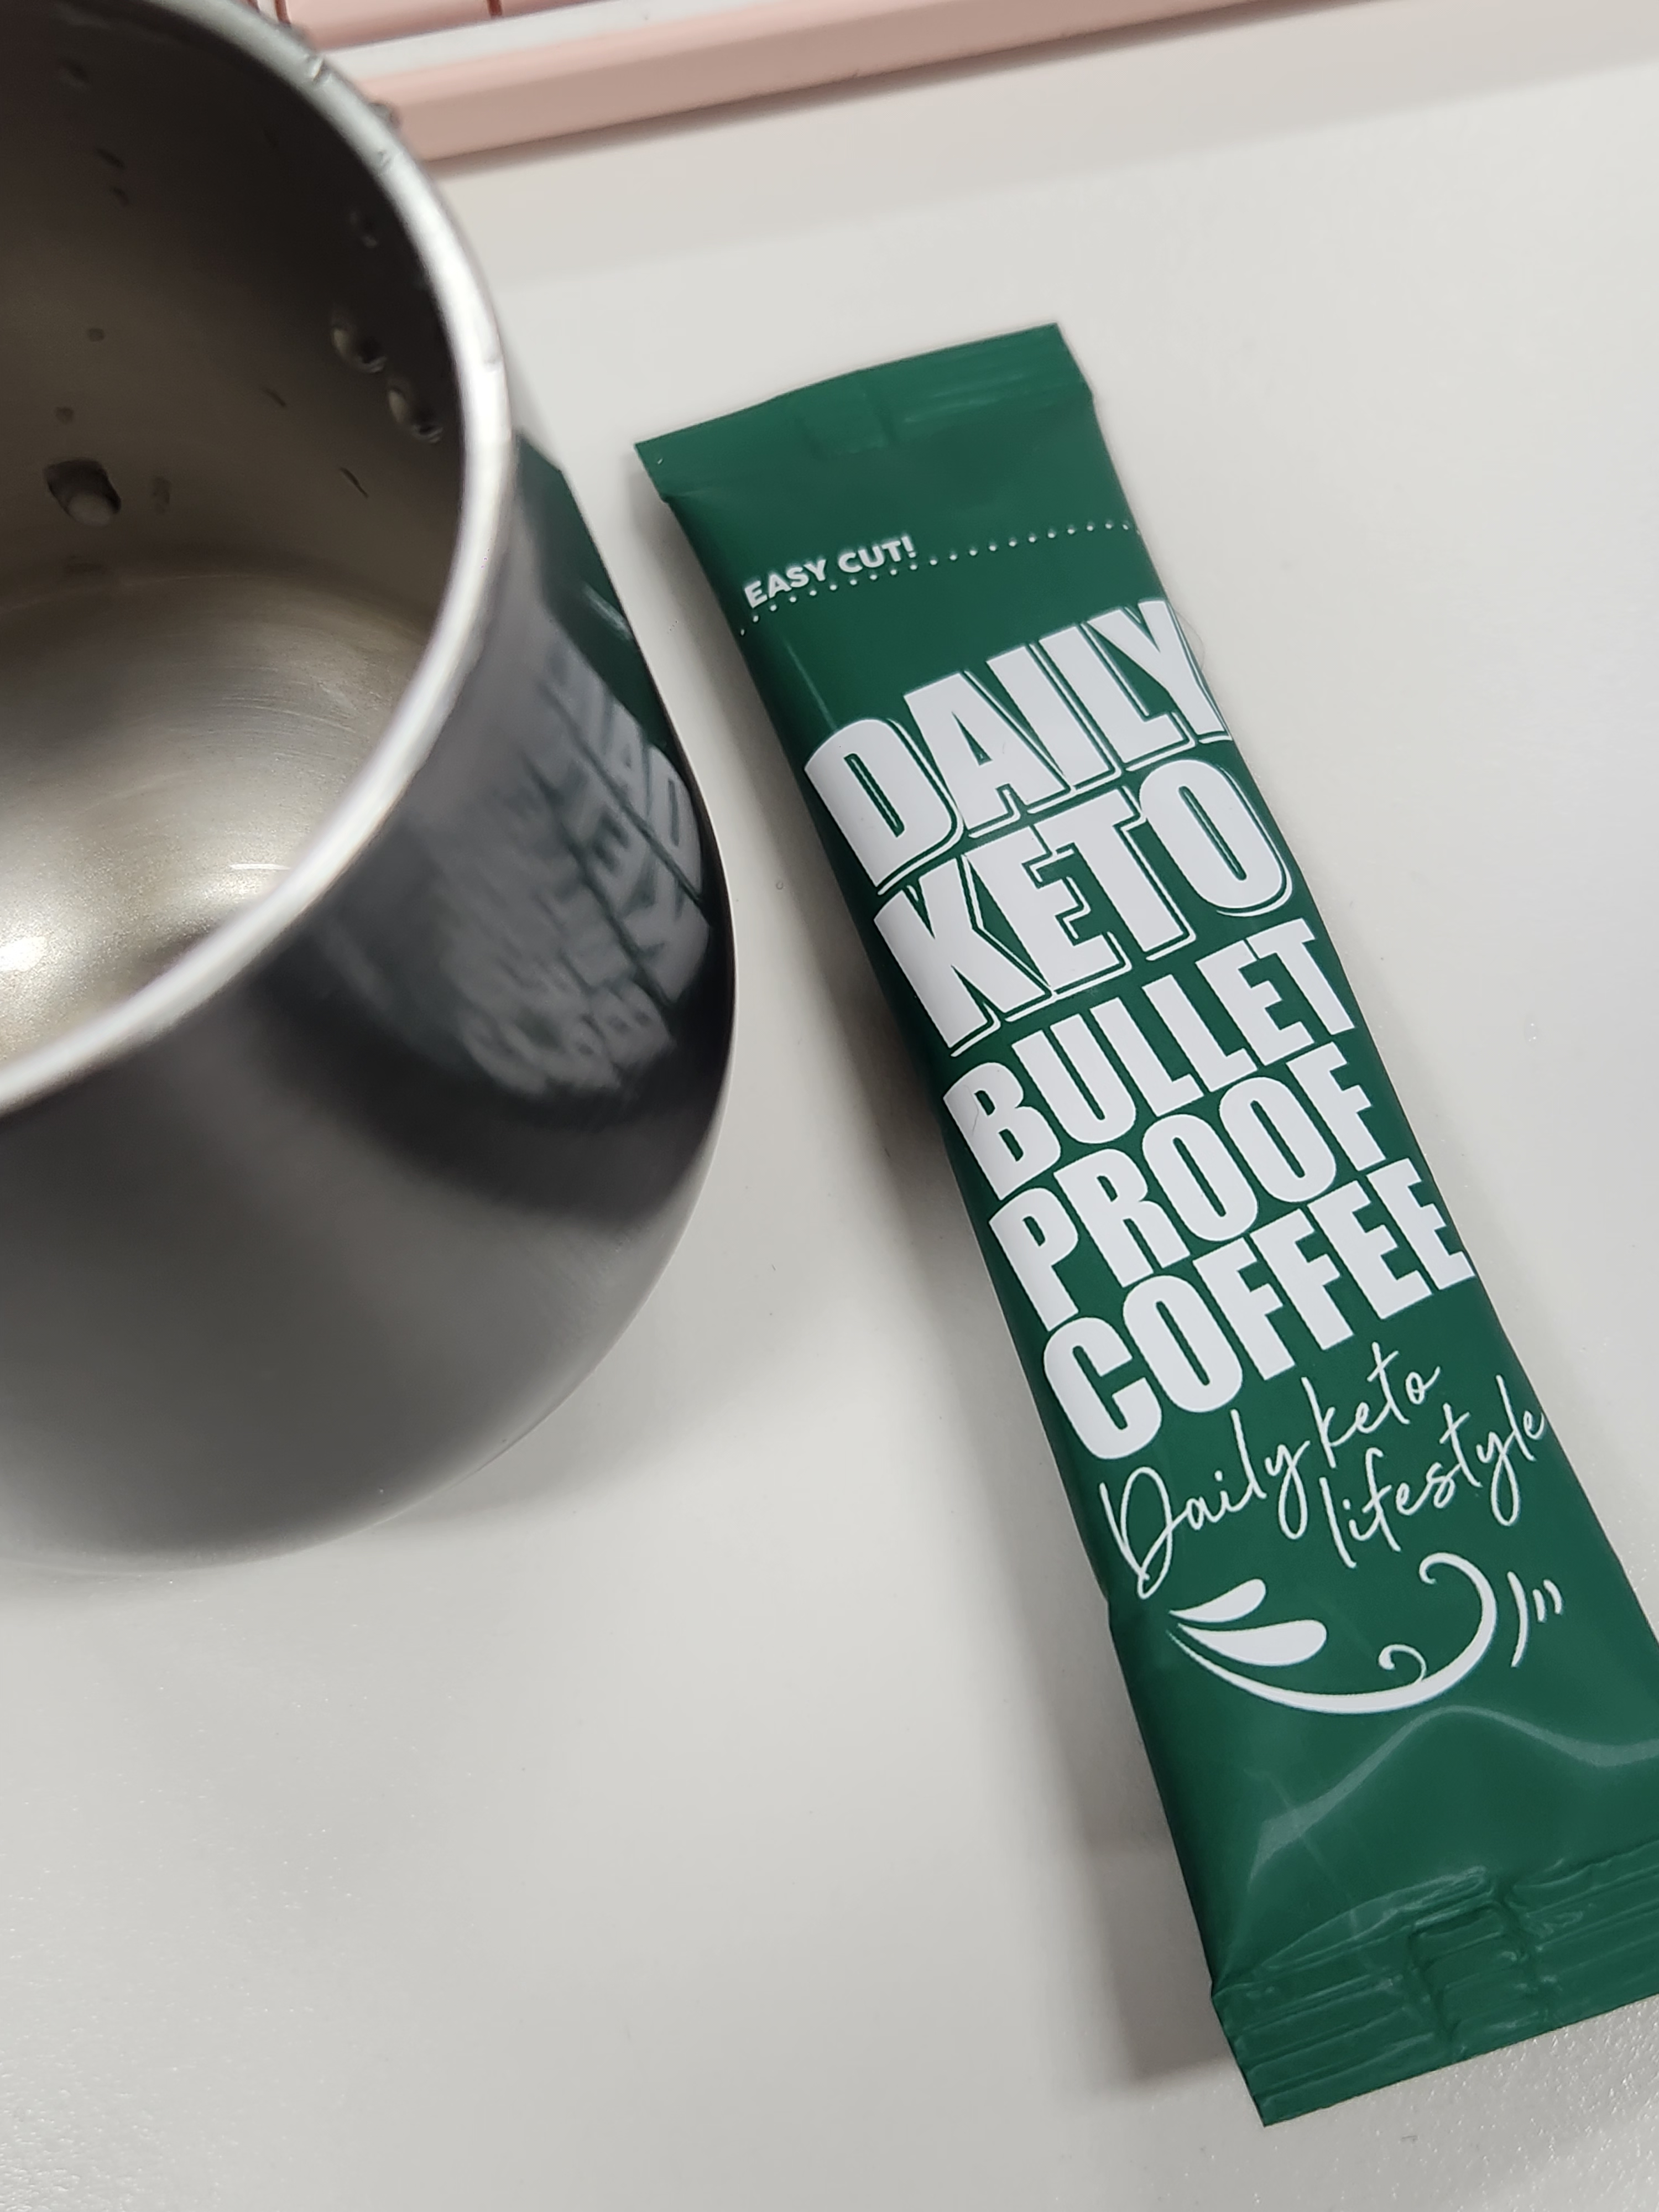 EASY CUT!
DAILY
KETO
BULLET
PROOF
COFFEE
Daily keto
lifestyle